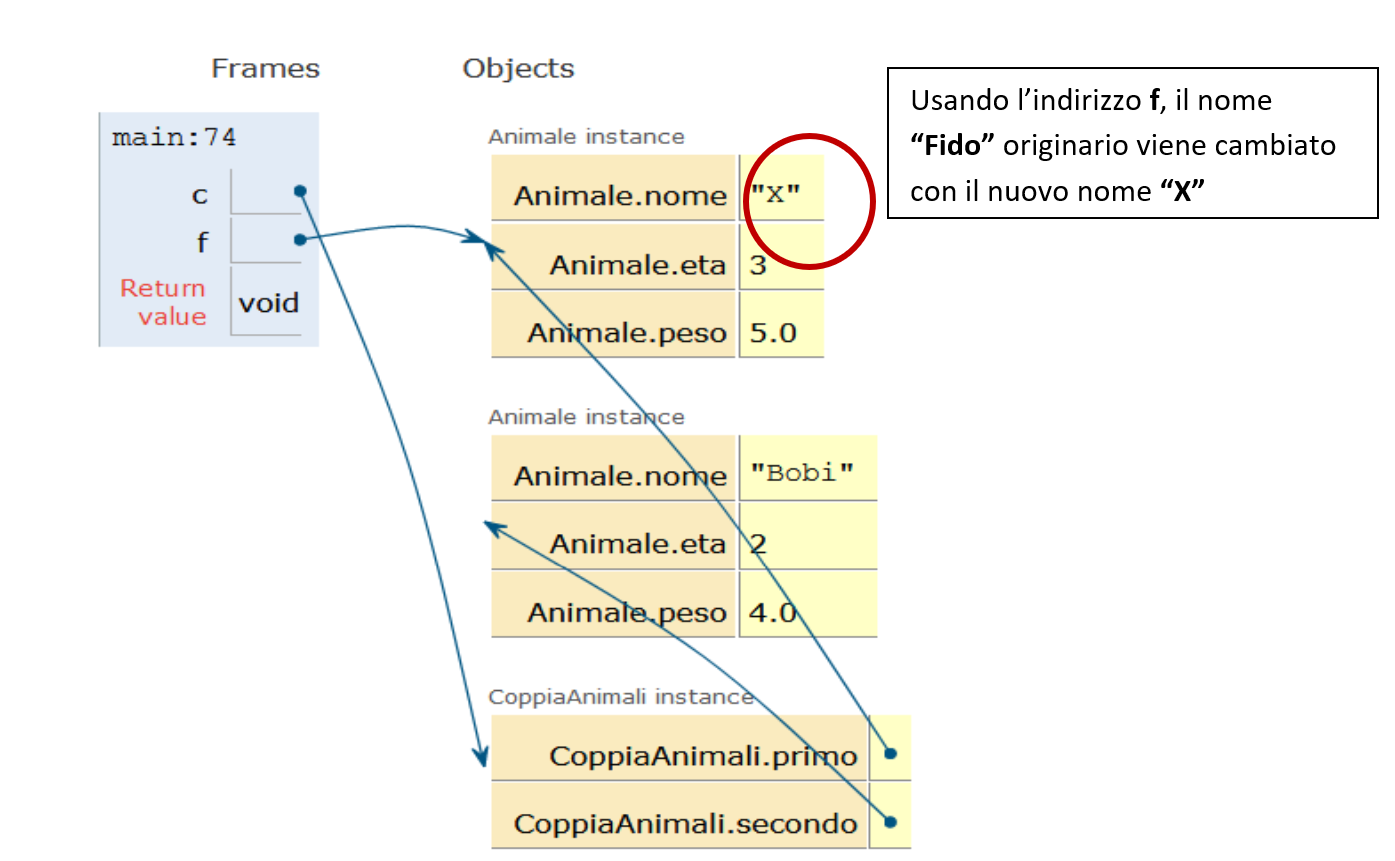 Frames
Objects
Usando l’indirizzo f, il nome
“Fido” originario viene cambiato
con il nuovo nome “X”
main:74
c
f
Return
value
void
Animale instance
Animale.nome "X"
Animale.eta 3
Animale.peso 5.0
Animale instance
Animale.nome "Bobi"
Animale.eta 2
Animale.peso 4.0
CoppiaAnimali instance
CoppiaAnimali.primo
CoppiaAnimali.secondo